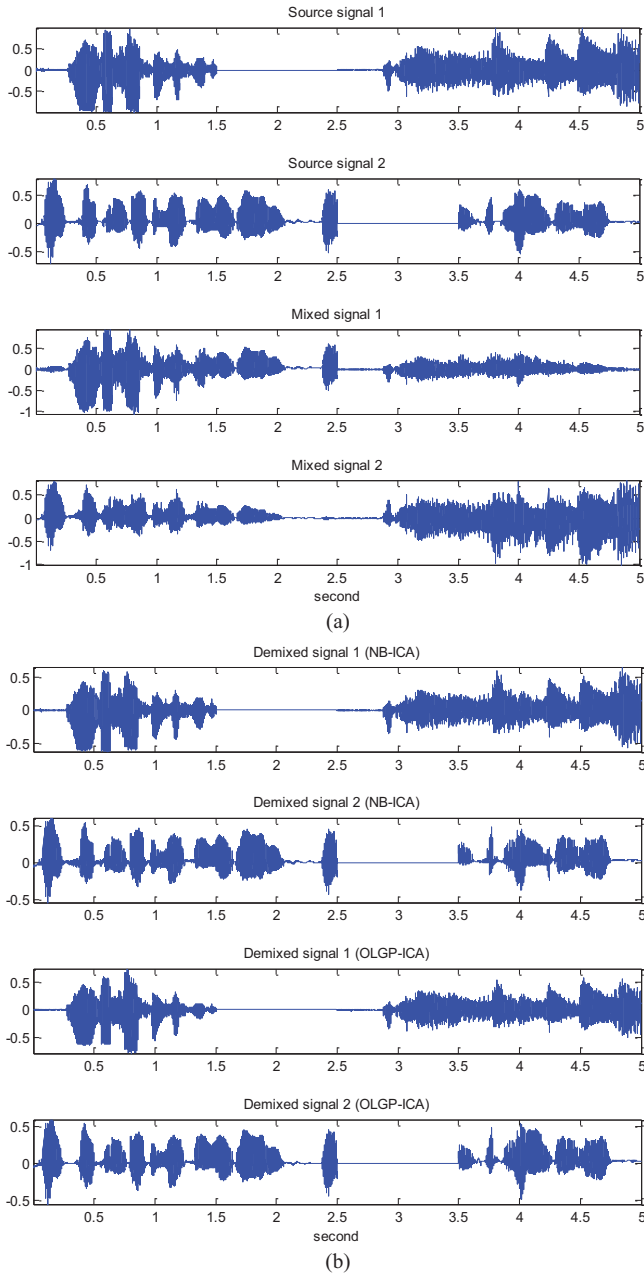 Source signal 1
0.5
0
-0.5
0.5 1 1.5 2 2.5 3 3.5 4 4.5 5
Source signal 2
0.5
0
-0.5
0.5 1 1.5 2 2.5 3 3.5 4 4.5 5
Mixed signal 1
0.5
0
-0.5
-1
0.5 1 1.5 2 2.5 3 3.5 4 4.5 5
Mixed signal 2
0.5
0
-0.5
-1
0.5 1 1.5 2 2.5 3 3.5 4 4.5 5
second
(a)
Demixed signal 1 (NB-ICA)
0.5
0
-0.5
0.5 1 1.5 2 2.5 3 3.5 4 4.5 5
Demixed signal 2 (NB-ICA)
0.5
0
-0.5
0.5 1 1.5 2 2.5 3 3.5 4 4.5 5
Demixed signal 1 (OLGP-ICA)
0.5
0
-0.5
0.5 1 1.5 2 2.5 3 3.5 4 4.5 5
Demixed signal 2 (OLGP-ICA)
0.5
0
-0.5
0.5 1 1.5 2 2.5 3 3.5 4 4.5 5
second
(b)